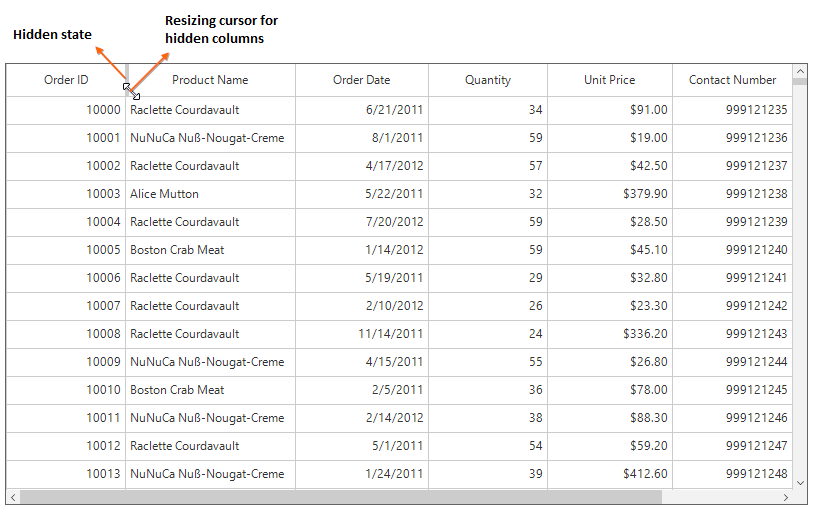 Hidden state
Resizing cursor for
hidden columns
Order ID Product Name Order Date Quantity Unit Price Contact Number
10000 Raclette Courdavault 6/21/2011 34 $91.00 999121235
10001 NuNuCa Nuß-Nougat-Creme 8/1/2011 59 $19.00 999121236
10002 Raclette Courdavault 4/17/2012 57 $42.50 999121237
10003 Alice Mutton 5/22/2011 32 $379.90 999121238
10004 Raclette Courdavault 7/20/2012 59 $28.50 999121239
10005 Boston Crab Meat 1/14/2012 59 $45.10 999121240
10006 Raclette Courdavault 5/19/2011 29 $32.80 999121241
10007 Raclette Courdavault 2/10/2012 26 $23.30 999121242
10008 Raclette Courdavault 11/14/2011 24 $336.20 999121243
10009 NuNuCa Nuß-Nougat-Creme 4/15/2011 55 $26.80 999121244
10010 Boston Crab Meat 2/5/2011 36 $78.00 999121245
10011 NuNuCa Nuß-Nougat-Creme 2/14/2012 38 $88.30 999121246
10012 Raclette Courdavault 5/1/2011 54 $59.20 999121247
10013 NuNuCa Nuß-Nougat-Creme 1/24/2011 39 $412.60 999121248